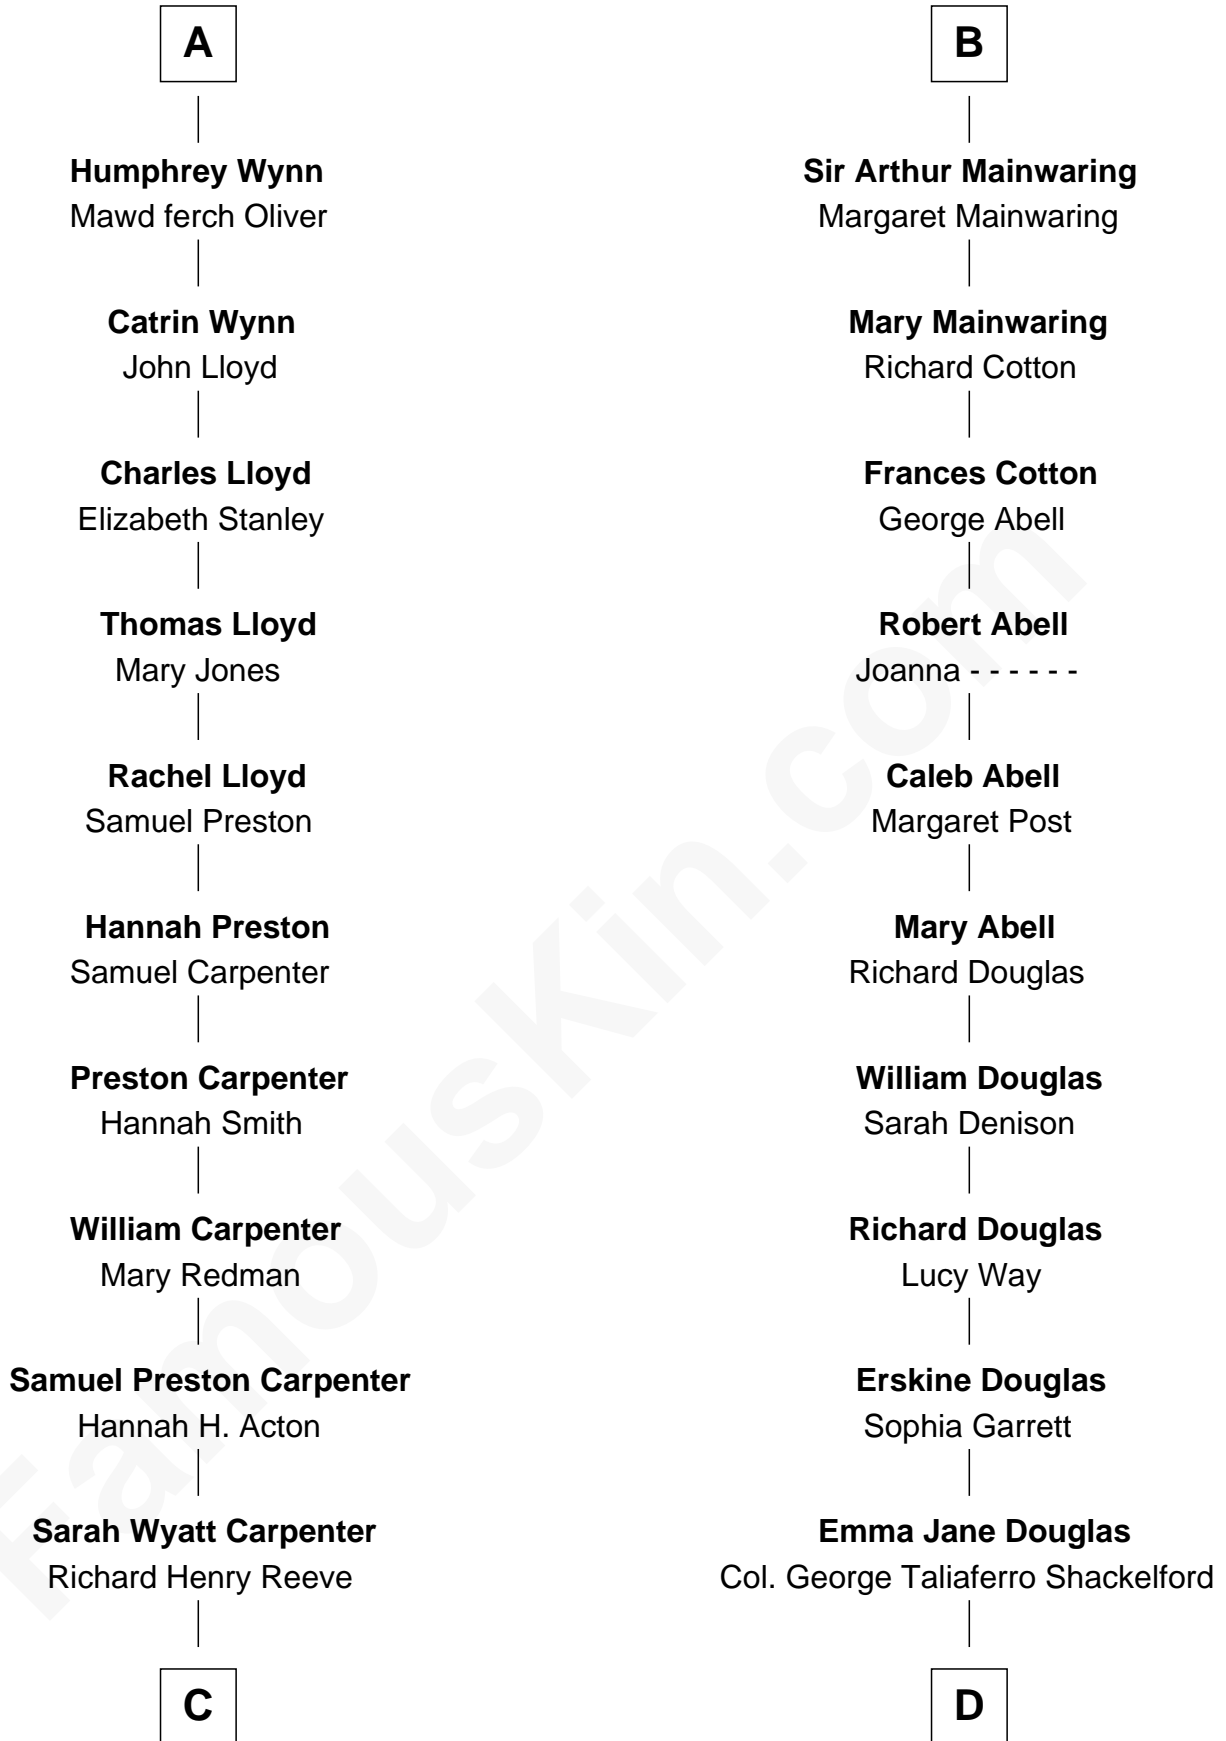 A
Humphrey Wynn
Mawd ferch Oliver
Catrin Wynn
John Lloyd
Charles Lloyd
Elizabeth Stanley
Thomas Lloyd
Mary Jones
Rachel Lloyd
Samuel Preston
Hannah Preston
Samuel Carpenter
Preston Carpenter
Hannah Smith
William Carpenter
Mary Redman
Samuel Preston Carpenter
Hannah H. Acton
Sarah Wyatt Carpenter
Richard Henry Reeve
C
B
Sir Arthur Mainwaring
Margaret Mainwaring
Mary Mainwaring
Richard Cotton
Frances Cotton
George Abell
Robert Abell
Joanna - - - - - -
Caleb Abell
Margaret Post
Mary Abell
Richard Douglas
William Douglas
Sarah Denison
Richard Douglas
Lucy Way
Erskine Douglas
Sophia Garrett
Emma Jane Douglas
Col. George Taliaferro Shackelford
D
FamousKin.com